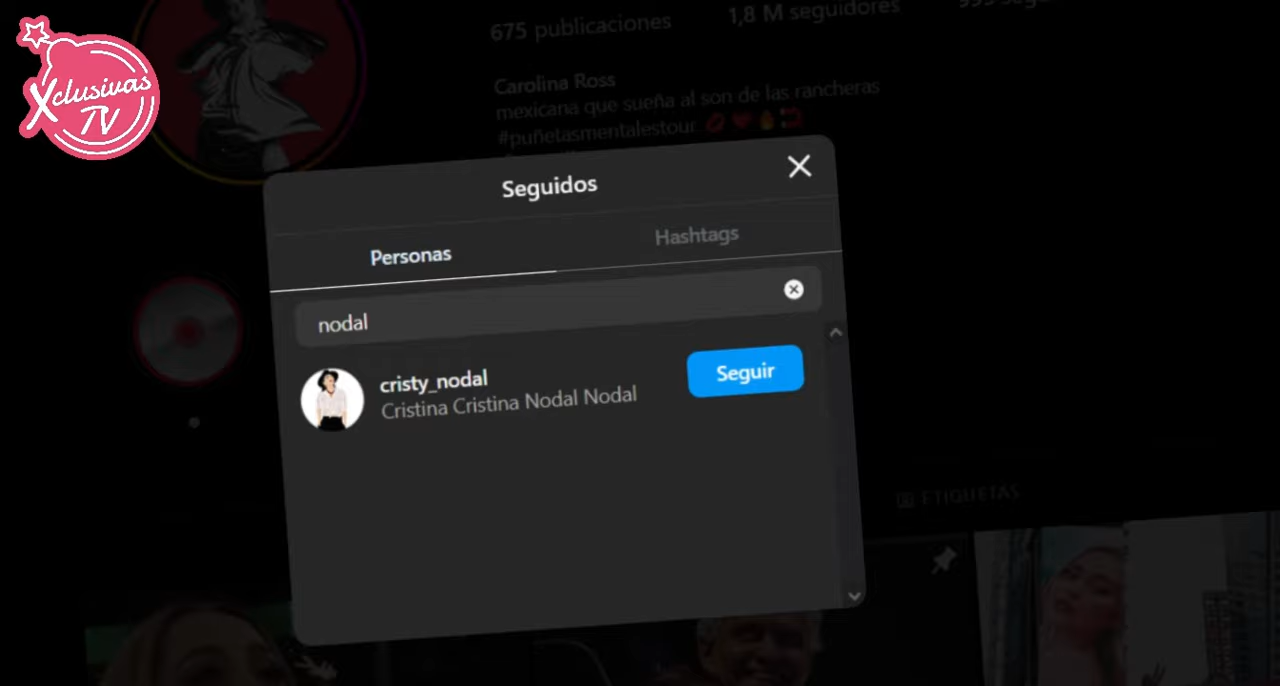 Xclusivas
TV
675 publicaciones
1,8 M seguidores
Carolina Ross
mexicana que sueña al son de las rancheras
#puñetasmentalestour
Seguidos
Personas
Hashtags
nodal
cristy_nodal
Cristina Cristina Nodal Nodal
Seguir
ETIQUETAS